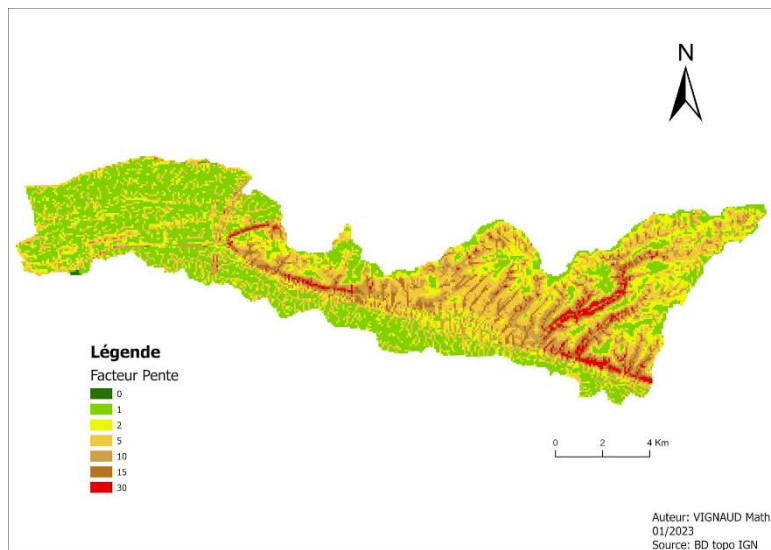 N
Légende
Facteur Pente
0
1
2
5
10
15
30
0 2 4 Km
Auteur: VIGNAUD Math
01/2023
Source: BD topo IGN